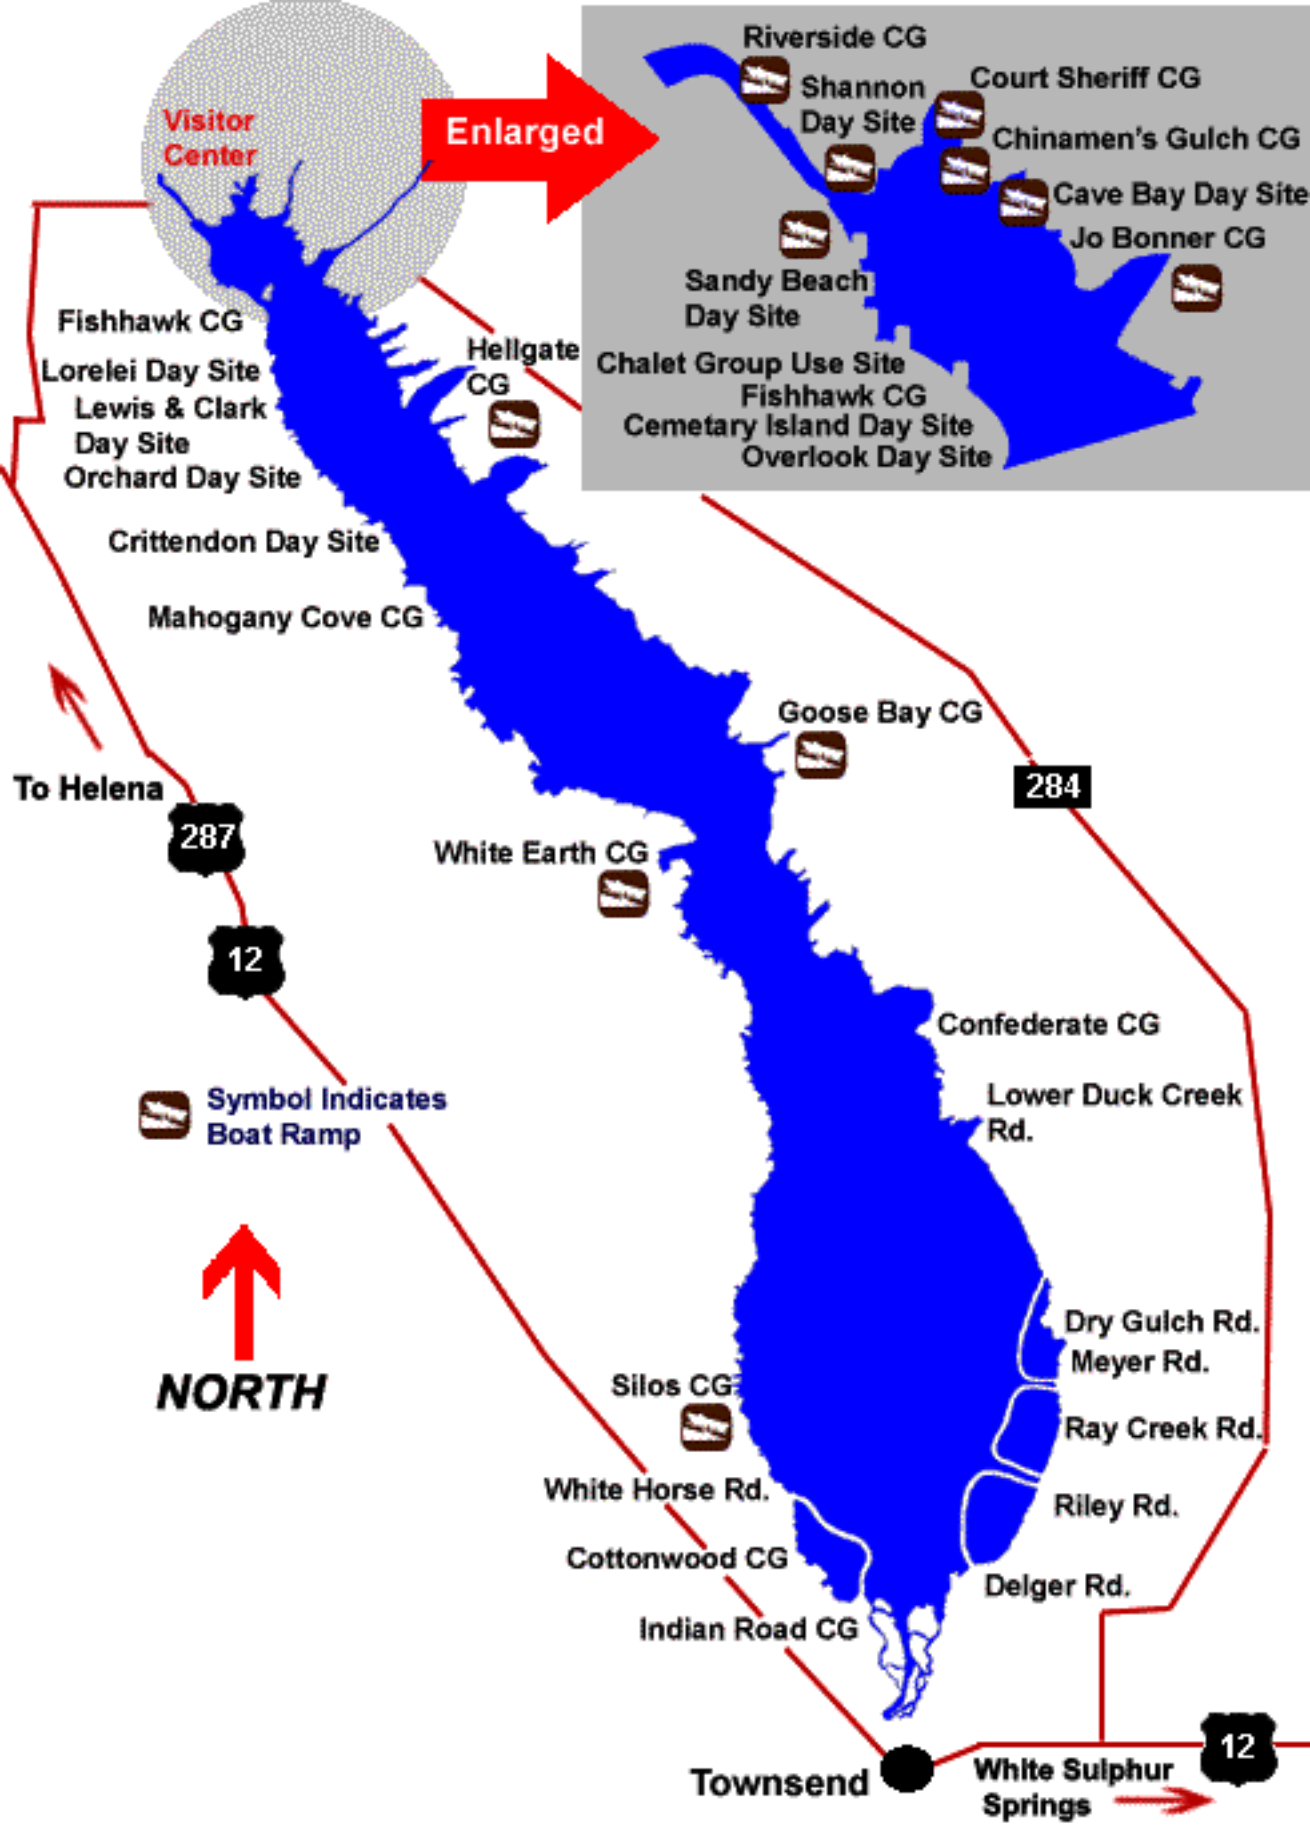 Riverside CG
Court Sheriff CG
Shannon
Day Site
Visitor
Center
Enlarged
Chinamen's Gulch CG
Cave Bay Day Site
Jo Bonner CG
Sandy Beach
Day Site
Fishhawk CG
Hellgate
CG
Chalet Group Use Site
Fishhawk CG
Cemetary Island Day Site
Overlook Day Site
Lorelei Day Site
Lewis & Clark
Day Site
Orchard Day Site
Crittendon Day Site
Mahogany Cove CG
Goose Bay CG
284
To Helena
287
White Earth CG
12
Confederate CG
Symbol Indicates
Boat Ramp
Lower Duck Creek
Rd.
NORTH
Dry Gulch Rd.
Meyer Rd.
Silos CG
Ray Creek Rd.
White Horse Rd.
Riley Rd.
Cottonwood CG
Delger Rd.
Indian Road CG
Townsend
White Sulphur
Springs
12